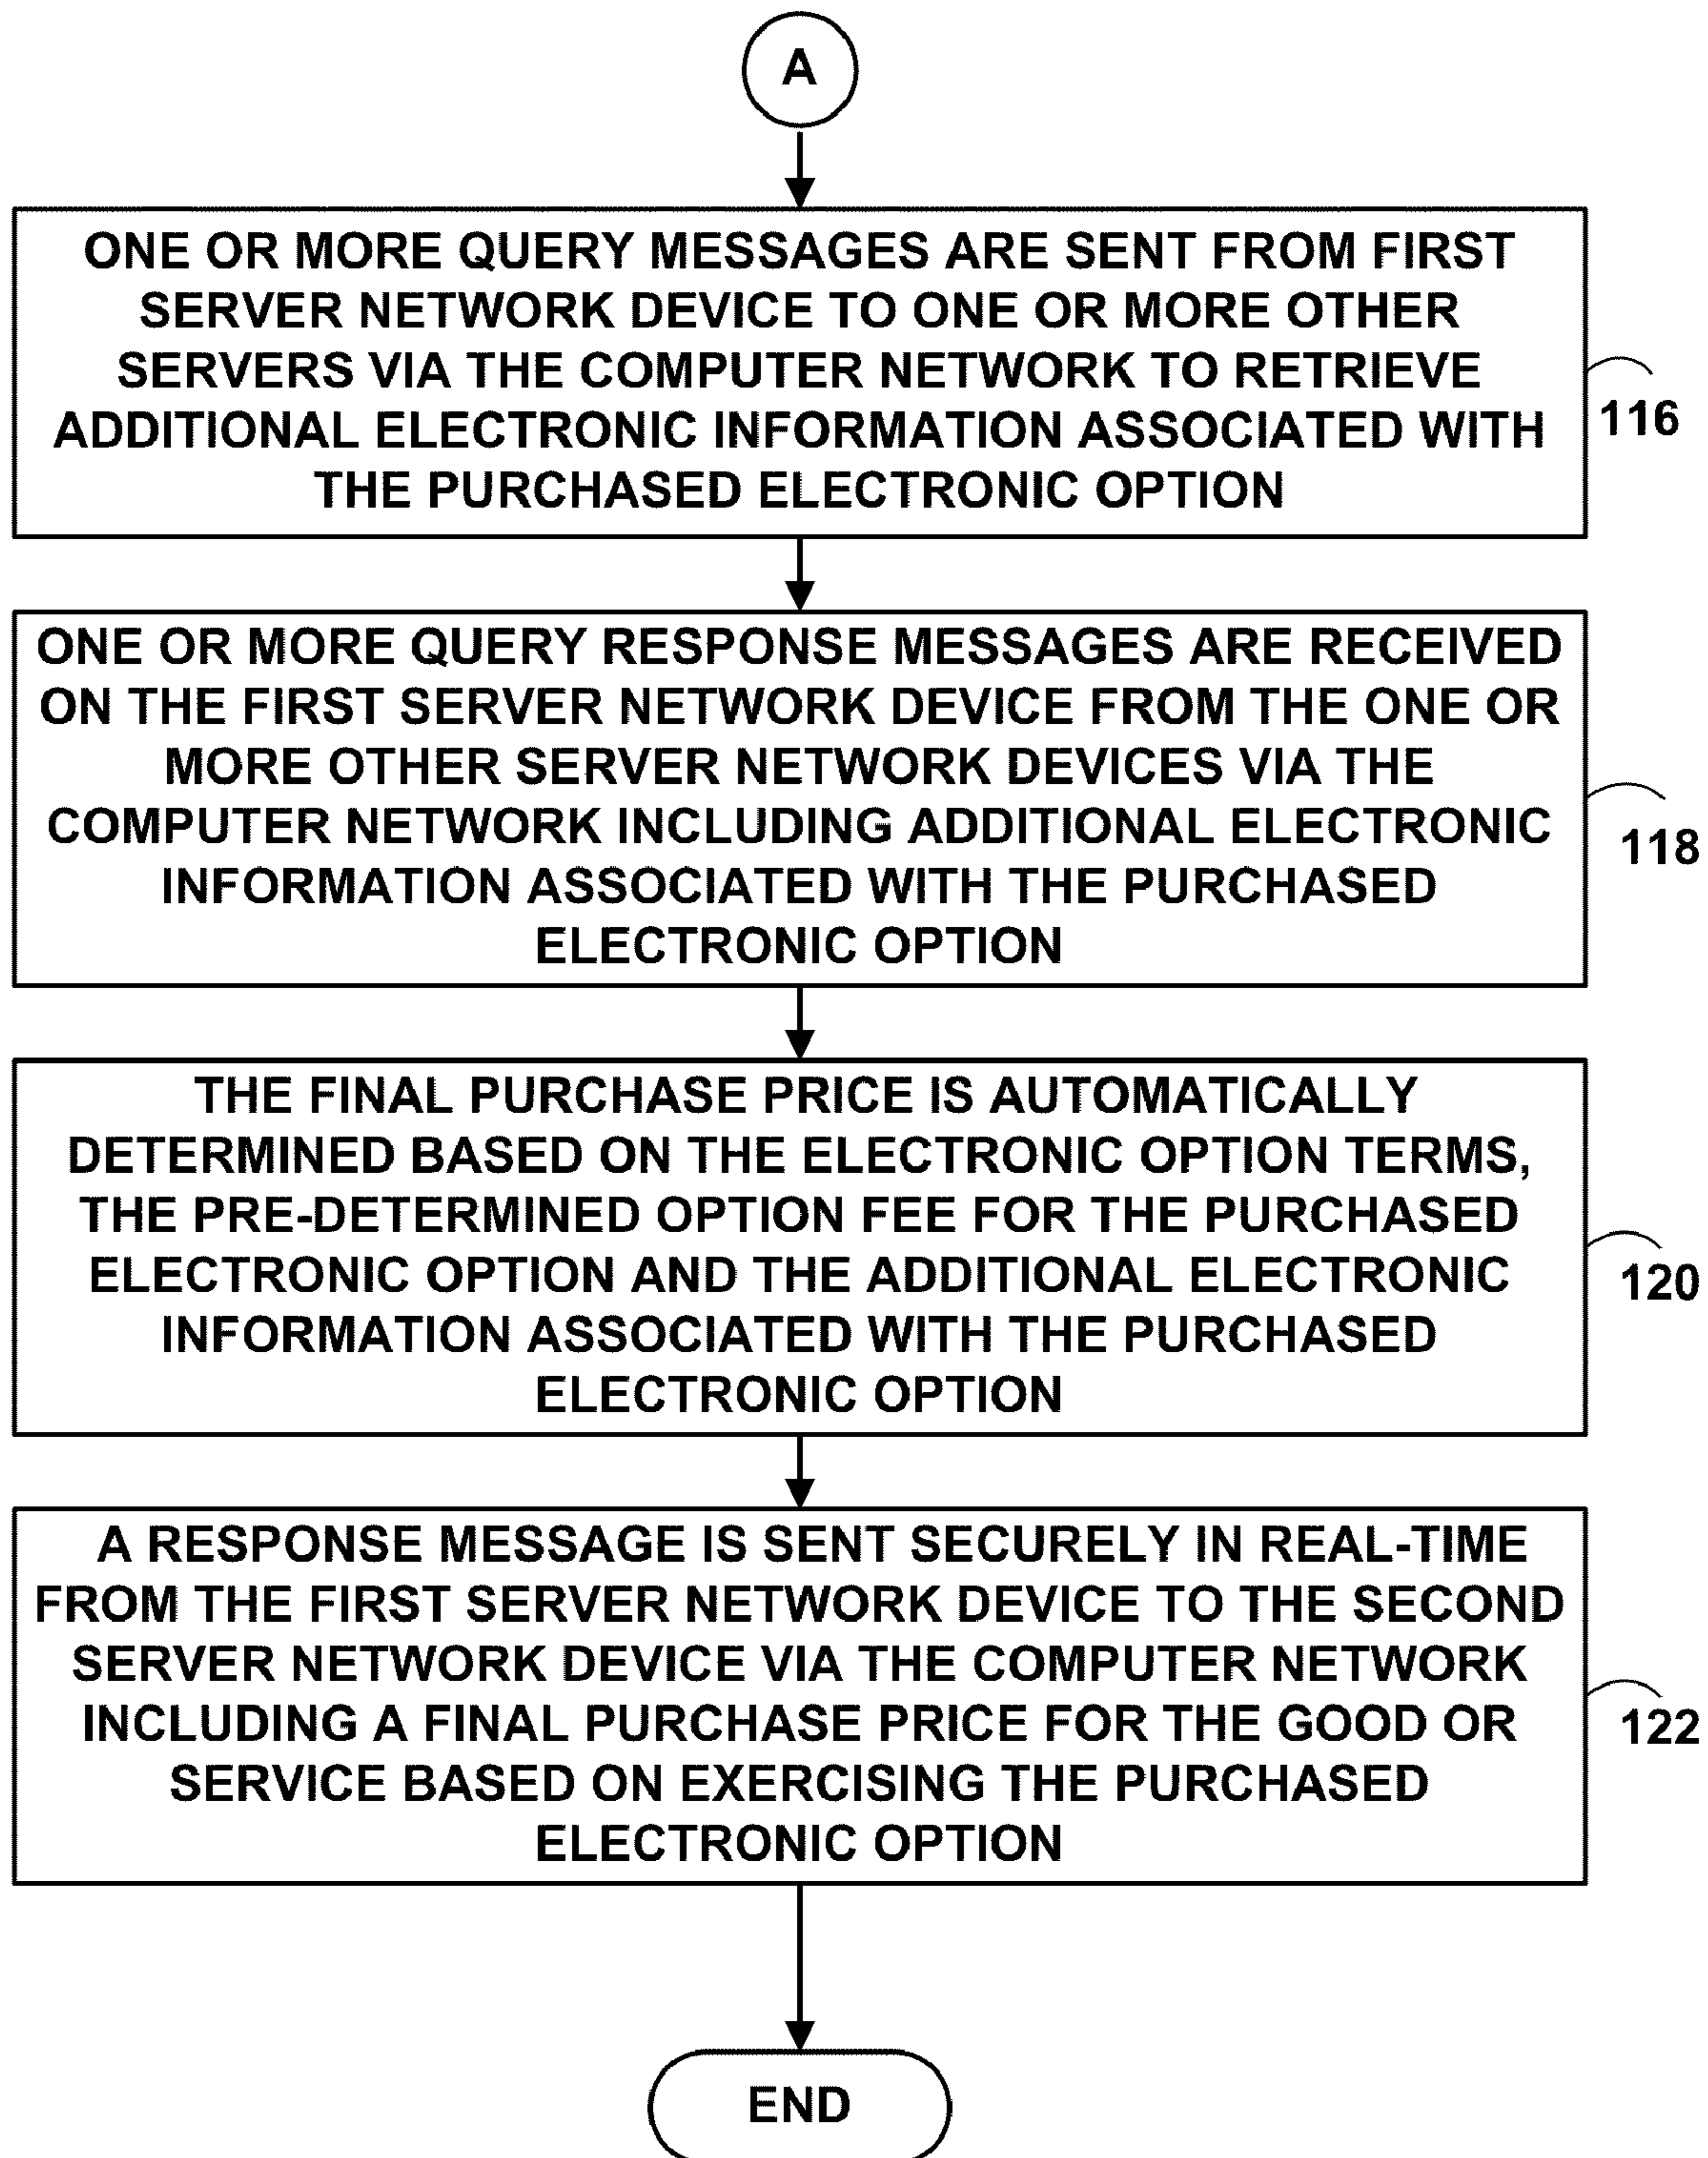 A
ONE OR MORE QUERY MESSAGES ARE SENT FROM FIRST
SERVER NETWORK DEVICE TO ONE OR MORE OTHER
SERVERS VIA THE COMPUTER NETWORK TO RETRIEVE
ADDITIONAL ELECTRONIC INFORMATION ASSOCIATED WITH
THE PURCHASED ELECTRONIC OPTION
116
ONE OR MORE QUERY RESPONSE MESSAGES ARE RECEIVED
ON THE FIRST SERVER NETWORK DEVICE FROM THE ONE OR
MORE OTHER SERVER NETWORK DEVICES VIA THE
COMPUTER NETWORK INCLUDING ADDITIONAL ELECTRONIC
INFORMATION ASSOCIATED WITH THE PURCHASED
ELECTRONIC OPTION
118
THE FINAL PURCHASE PRICE IS AUTOMATICALLY
DETERMINED BASED ON THE ELECTRONIC OPTION TERMS,
THE PRE-DETERMINED OPTION FEE FOR THE PURCHASED
ELECTRONIC OPTION AND THE ADDITIONAL ELECTRONIC
INFORMATION ASSOCIATED WITH THE PURCHASED
ELECTRONIC OPTION
120
A RESPONSE MESSAGE IS SENT SECURELY IN REAL-TIME
FROM THE FIRST SERVER NETWORK DEVICE TO THE SECOND
SERVER NETWORK DEVICE VIA THE COMPUTER NETWORK
INCLUDING A FINAL PURCHASE PRICE FOR THE GOOD OR
SERVICE BASED ON EXERCISING THE PURCHASED
ELECTRONIC OPTION
122
END